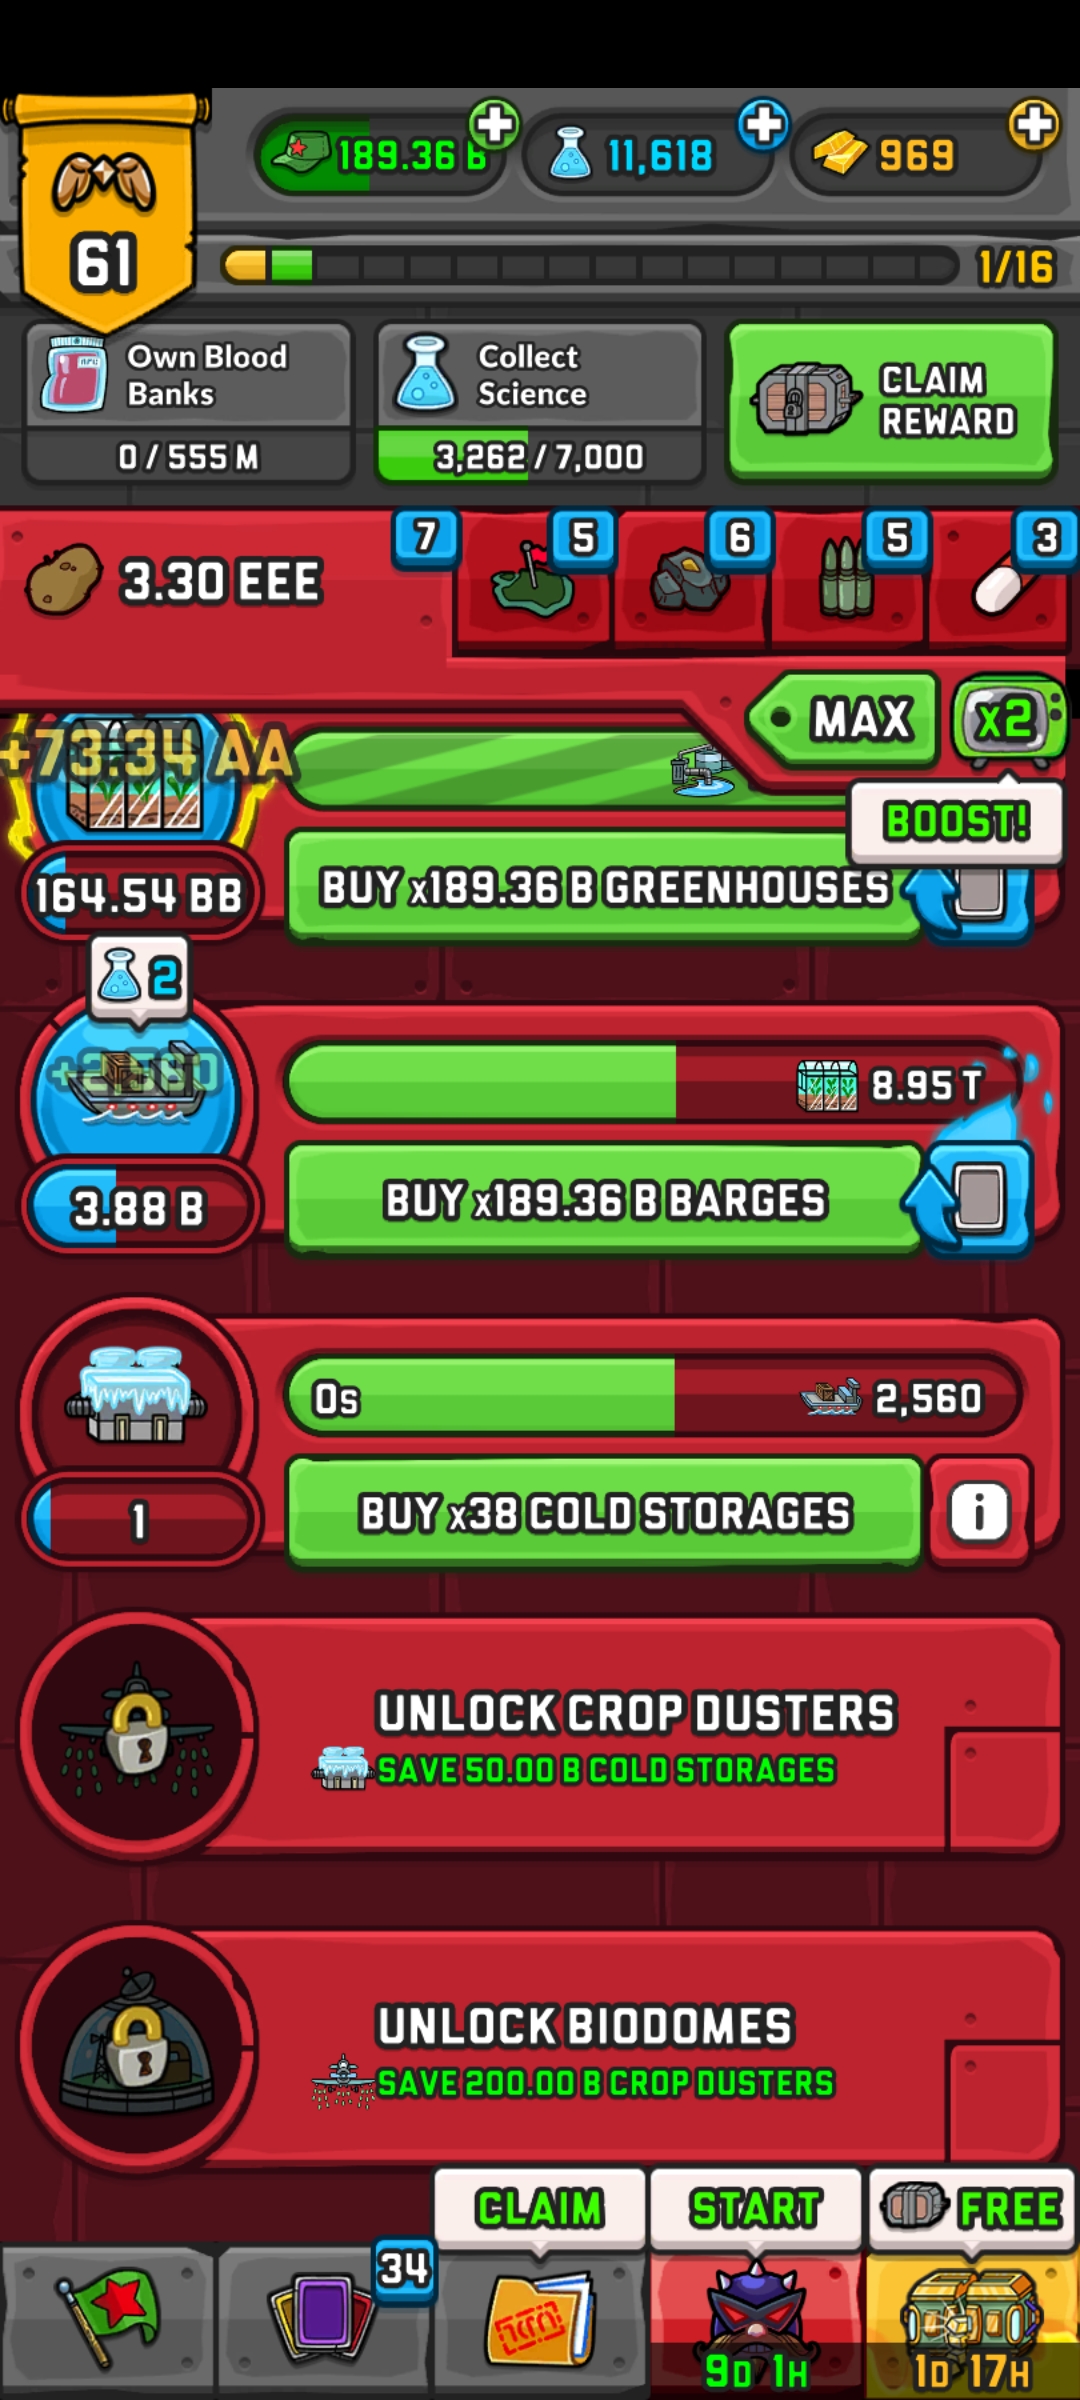 61
189.36 B
11,618
969
1/16
Own Blood
Banks
0 / 555 M
Collect
Science
3,262 / 7,000
CLAIM
REWARD
3.30 EEE
7
5
6
5
3
MAX
x2
BOOST!
+73.34 AA
164.54 BB
BUY x189.36 B GREENHOUSES
2
+2,560
8.95 T
3.88 B
BUY x189.36 B BARGES
0s
2,560
1
BUY x38 COLD STORAGES
i
UNLOCK CROP DUSTERS
SAVE 50.00 B COLD STORAGES
UNLOCK BIODOMES
SAVE 200.00 B CROP DUSTERS
CLAIM
START
FREE
34
9D 1H
1D 17H